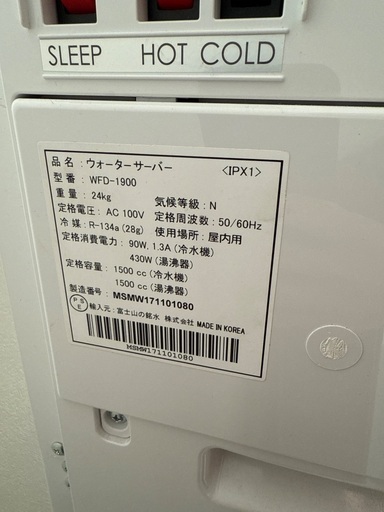 SLEEP HOT COLD
品名:ウォーターサーバー <IPX1>
型番:WFD-1900
重量:24kg 気候等級:N
定格電圧:AC 100V 定格周波数:50/60Hz
冷媒:R-134a (28g) 使用場所:屋内用
定格消費電力:90W, 1.3A (冷水機)
430W (湯沸器)
定格容量:1500 cc (冷水機)
1500 cc (湯沸器)
製造番号:MSMW171101080
PSE 輸入元:富士山の銘水 株式会社 MADE IN KOREA
MSMW171101080